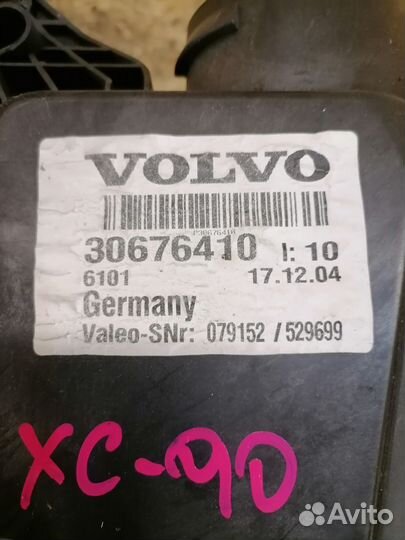 VOLVO
P30676410
30676410 I: 10
6101 17.12.04
Germany
Valeo-SNr: 079152 / 529699
XC-90
Avito